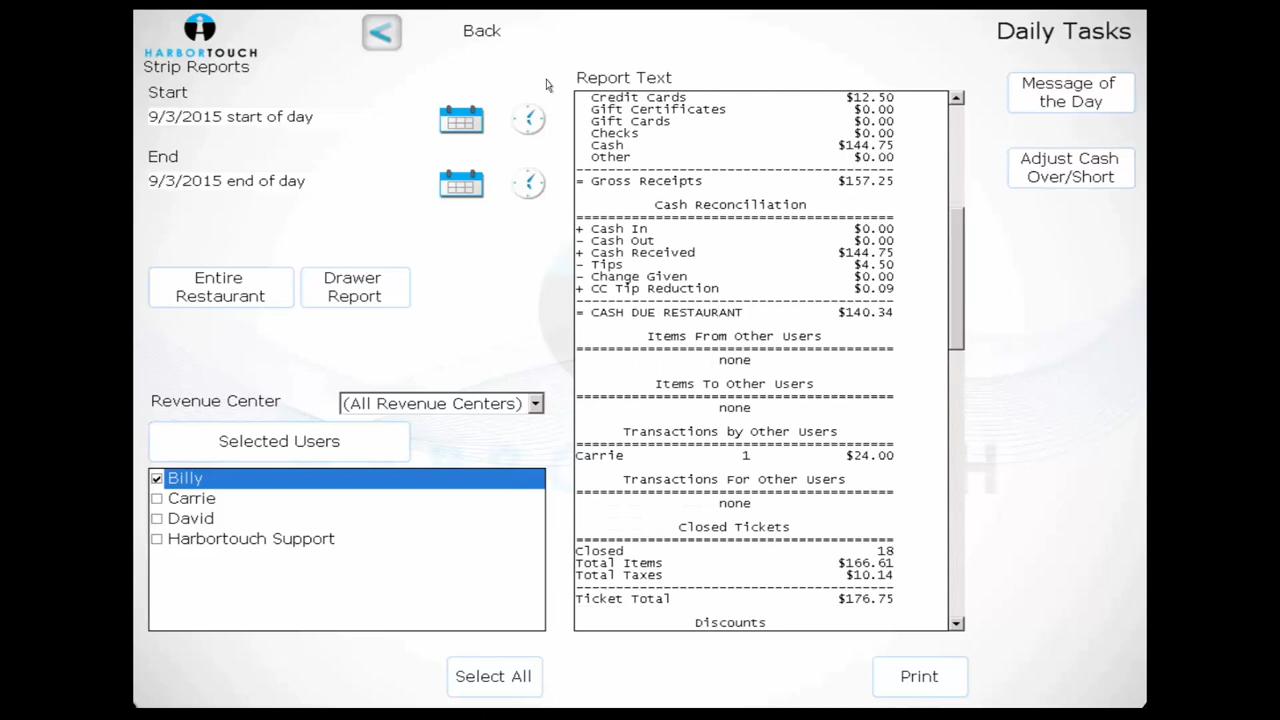 HARBORTOUCH
Strip Reports
Back
Daily Tasks
Start
9/3/2015 start of day
End
9/3/2015 end of day
Entire
Restaurant
Drawer
Report
Revenue Center
(All Revenue Centers)
Selected Users
Billy
Carrie
David
Harbortouch Support
Select All
Report Text
Credit Cards $12.50
Gift Certificates $0.00
Gift Cards $0.00
Checks $0.00
Cash $144.75
Other $0.00
= Gross Receipts $157.25
Cash Reconciliation
+ Cash In $0.00
- Cash Out $0.00
+ Cash Received $144.75
- Tips $4.50
- Change Given $0.00
+ CC Tip Reduction $0.09
= CASH DUE RESTAURANT $140.34
Items From Other Users
none
Items To Other Users
none
Transactions by Other Users
Carrie 1 $24.00
Transactions For Other Users
none
Closed Tickets
Closed 18
Total Items $166.61
Total Taxes $10.14
Ticket Total $176.75
Discounts
Print
Message of
the Day
Adjust Cash
Over/Short